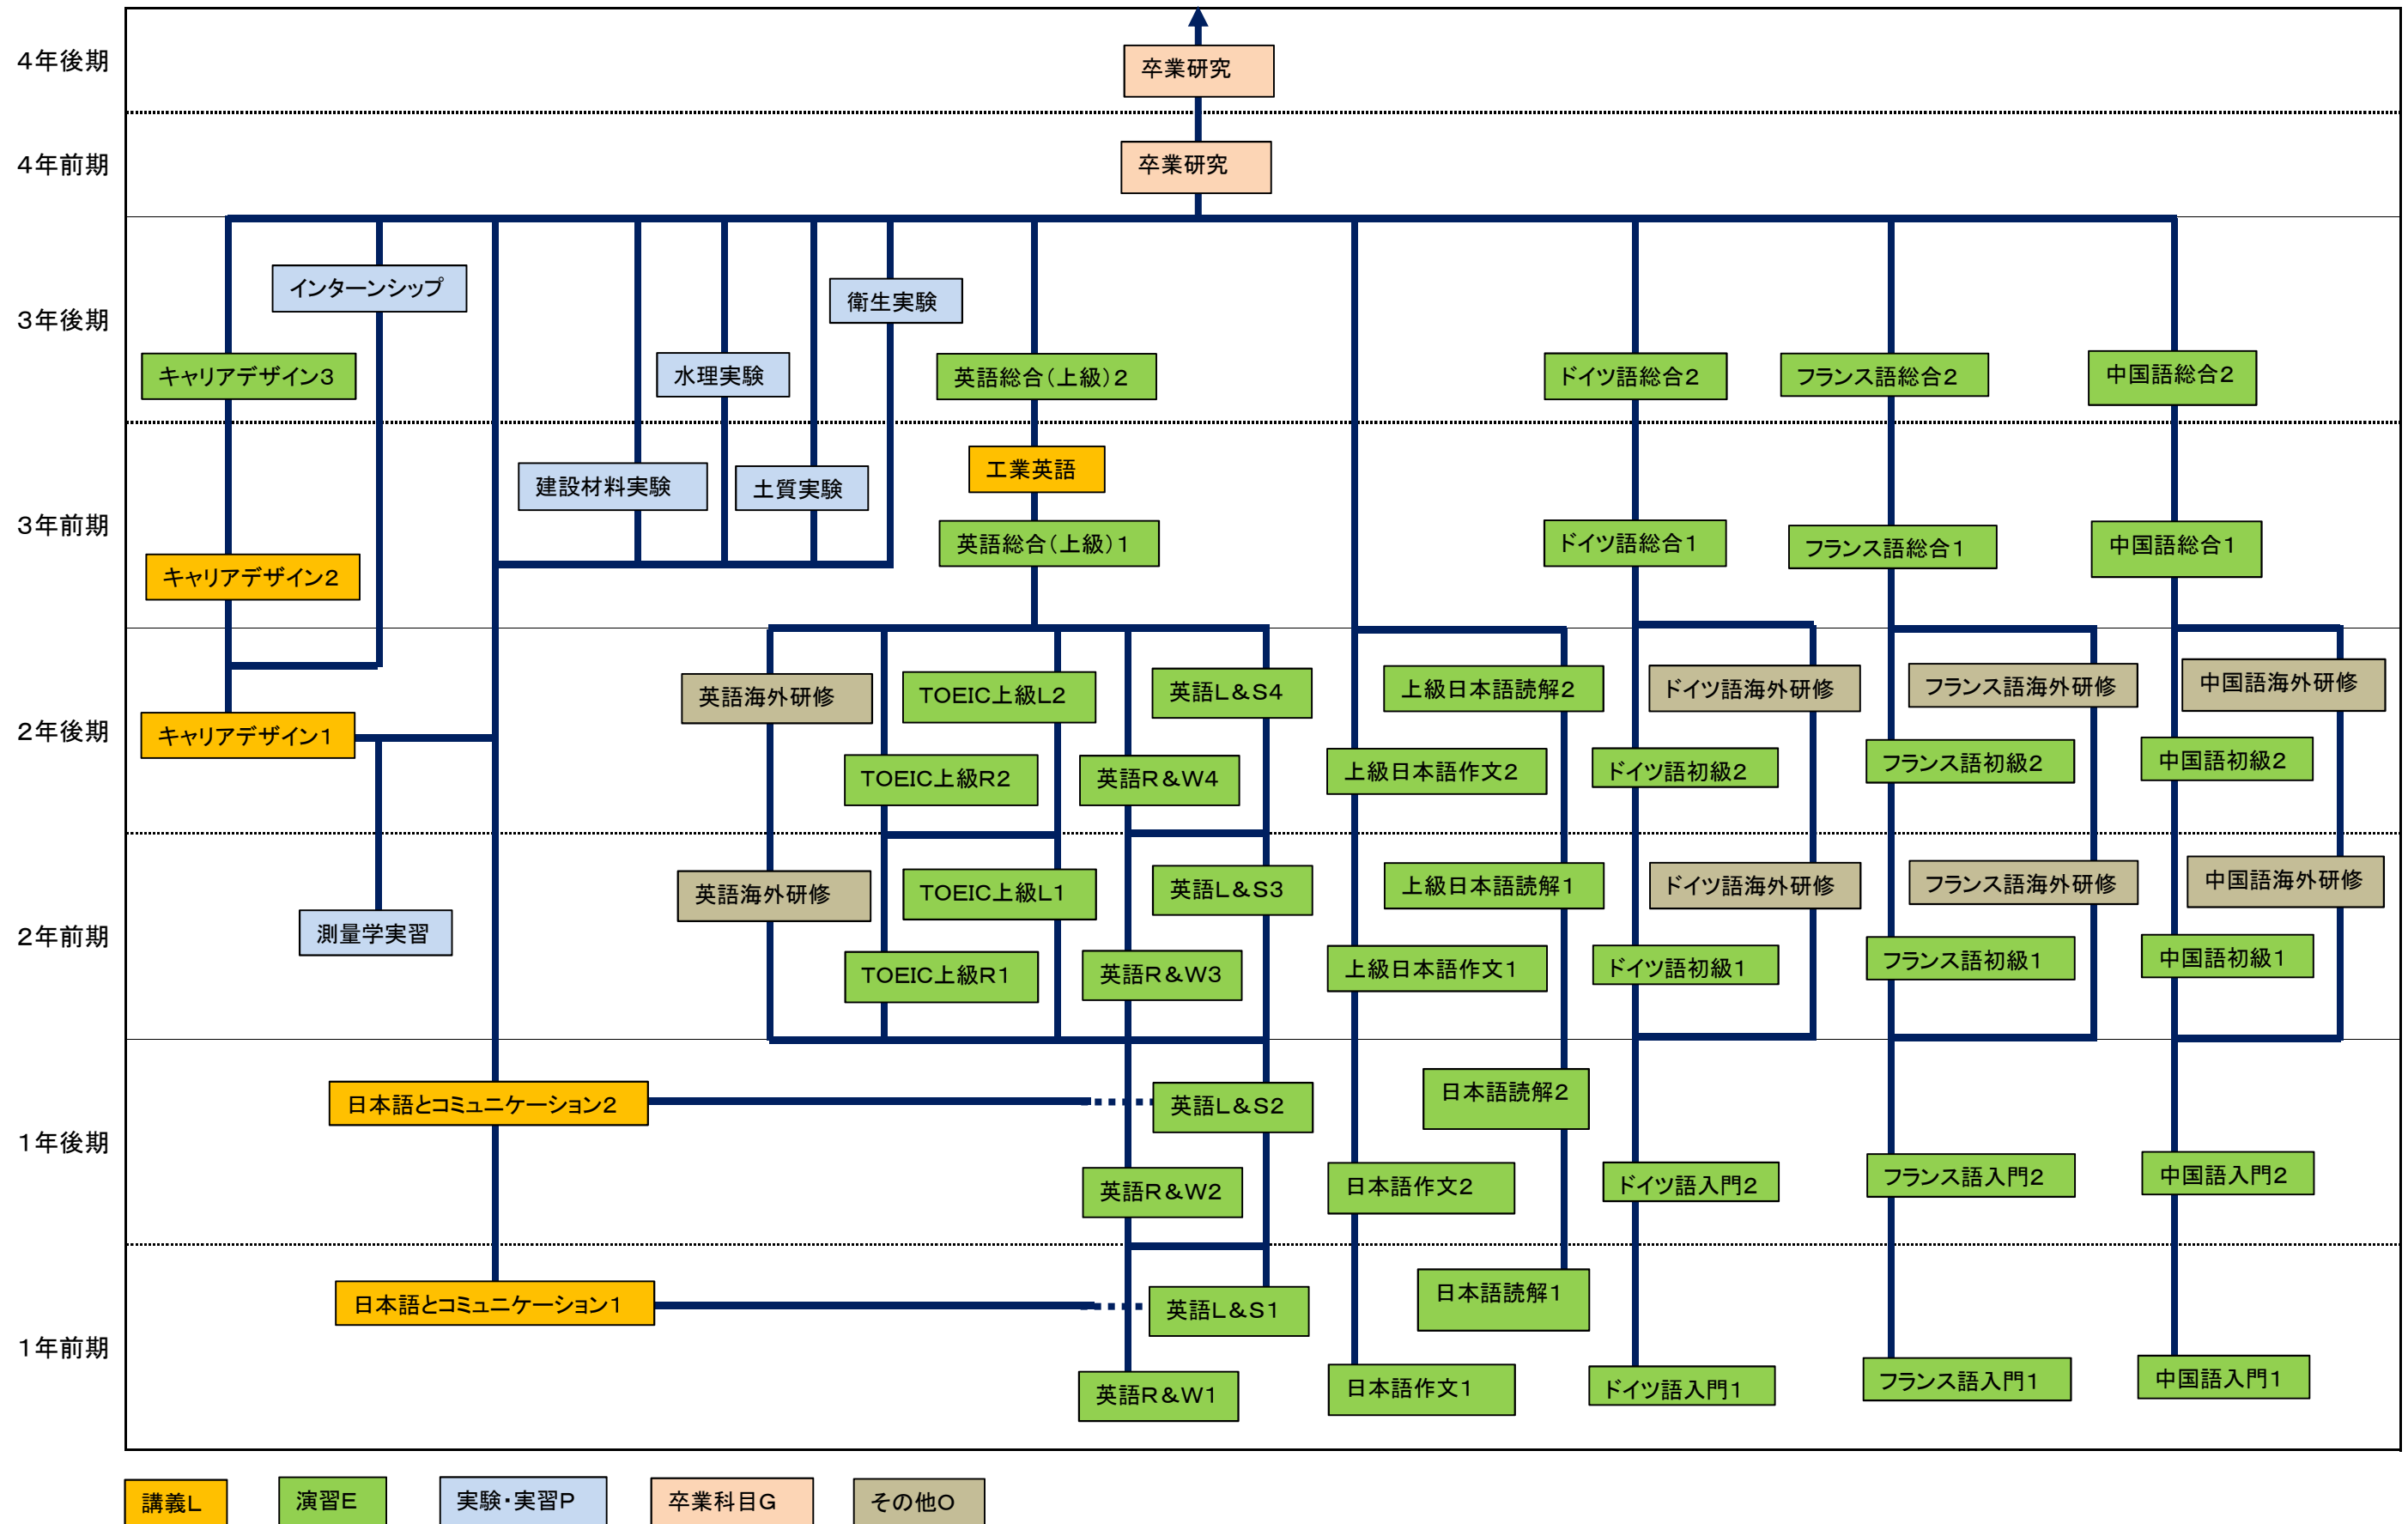 4年後期
卒業研究
4年前期
卒業研究
3年後期
インターンシップ
衛生実験
キャリアデザイン3
水理実験
英語総合(上級)2
ドイツ語総合2
フランス語総合2
中国語総合2
3年前期
工業英語
建設材料実験
土質実験
英語総合(上級)1
ドイツ語総合1
フランス語総合1
中国語総合1
キャリアデザイン2
2年後期
英語海外研修
TOEIC上級L2
英語L&S4
上級日本語読解2
ドイツ語海外研修
フランス語海外研修
中国語海外研修
キャリアデザイン1
TOEIC上級R2
英語R&W4
上級日本語作文2
ドイツ語初級2
フランス語初級2
中国語初級2
2年前期
英語海外研修
TOEIC上級L1
英語L&S3
上級日本語読解1
ドイツ語海外研修
フランス語海外研修
中国語海外研修
測量学実習
TOEIC上級R1
英語R&W3
上級日本語作文1
ドイツ語初級1
フランス語初級1
中国語初級1
1年後期
日本語とコミュニケーション2
英語L&S2
日本語読解2
英語R&W2
日本語作文2
ドイツ語入門2
フランス語入門2
中国語入門2
1年前期
日本語とコミュニケーション1
英語L&S1
日本語読解1
英語R&W1
日本語作文1
ドイツ語入門1
フランス語入門1
中国語入門1
講義L
演習E
実験・実習P
卒業科目G
その他O